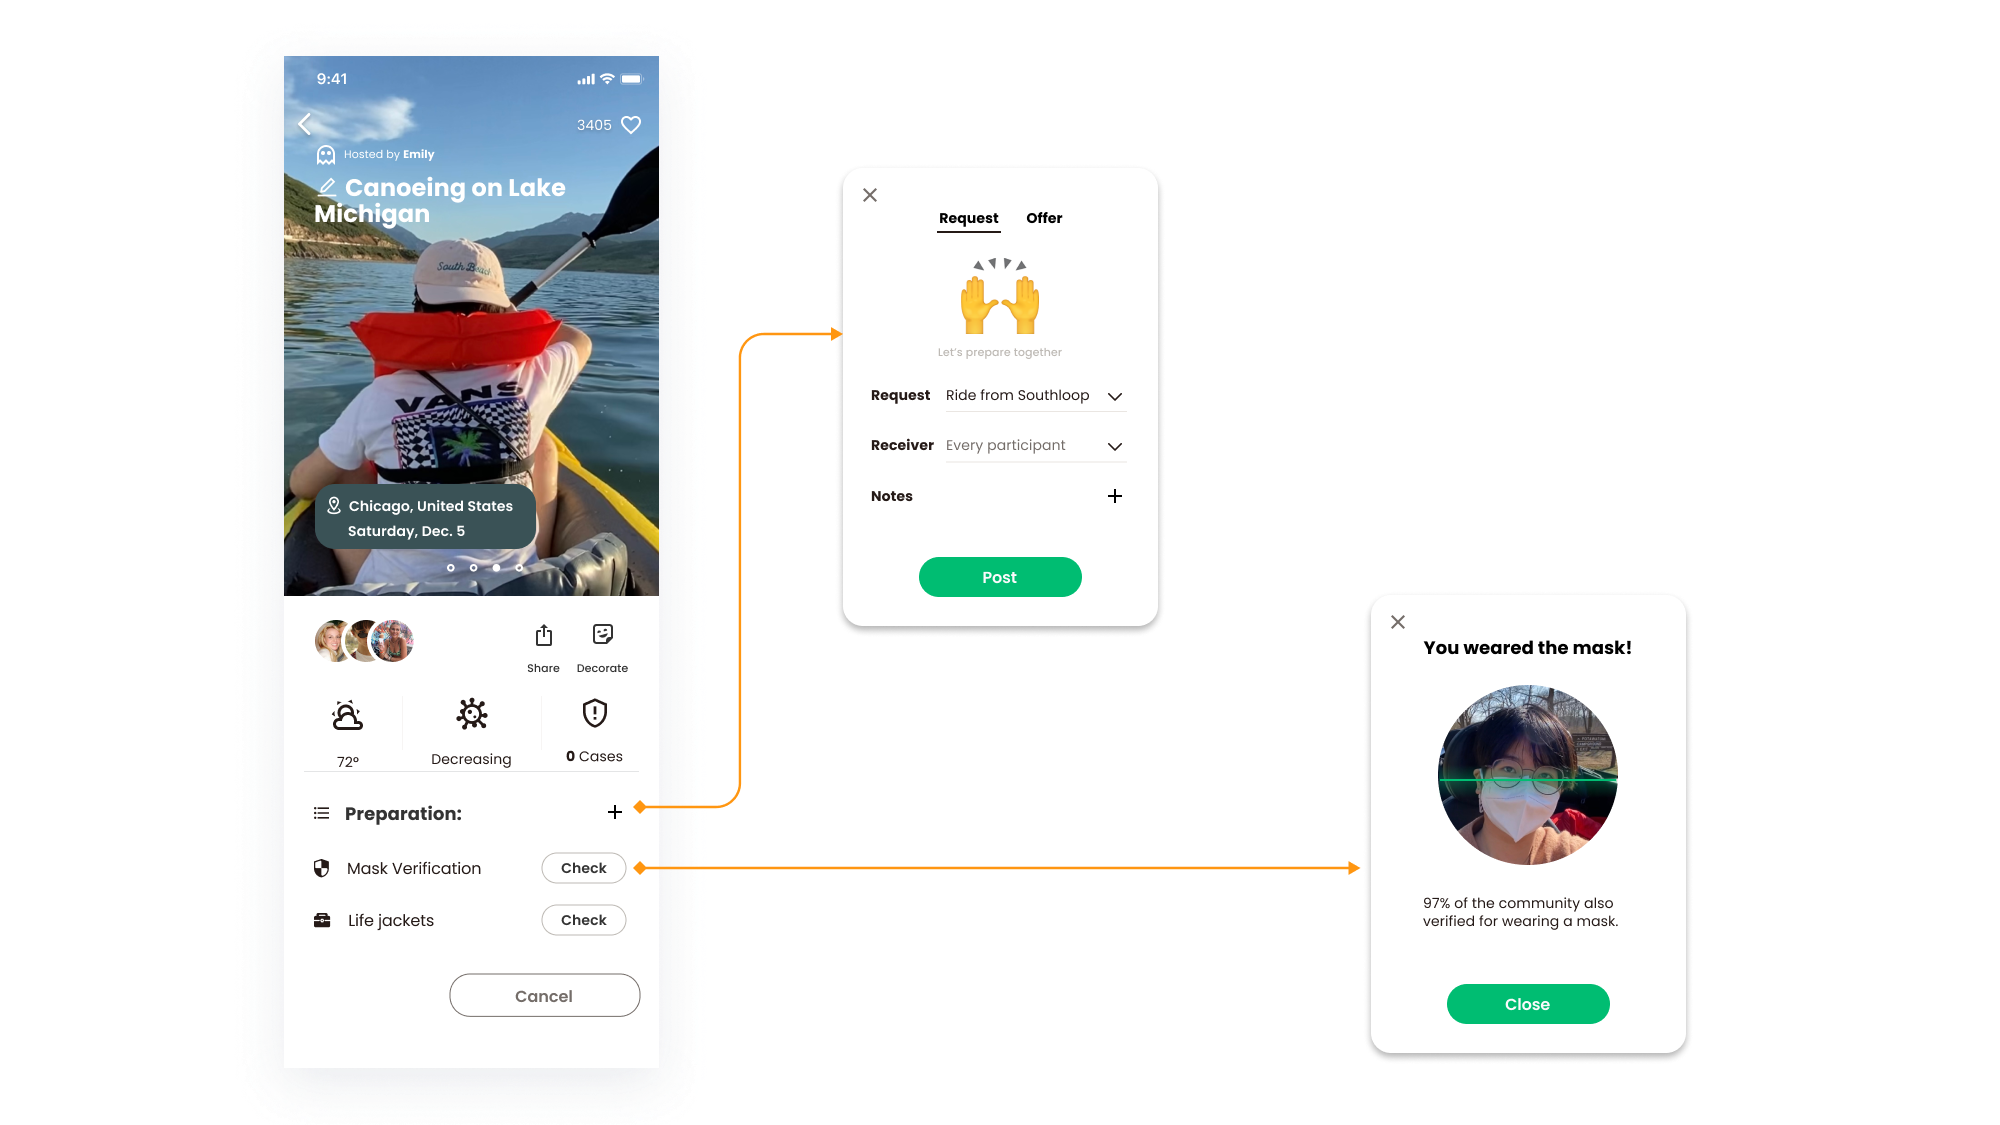 9:41
3405
Hosted by Emily
Canoeing on Lake
Michigan
South Beach
VANS
Chicago, United States
Saturday, Dec. 5
Share
Decorate
72°
Decreasing
0 Cases
Preparation:
Mask Verification
Check
Life jackets
Check
Cancel
Request
Offer
Let's prepare together
Request
Ride from Southloop
Receiver
Every participant
Notes
Post
You weared the mask!
97% of the community also
verified for wearing a mask.
Close